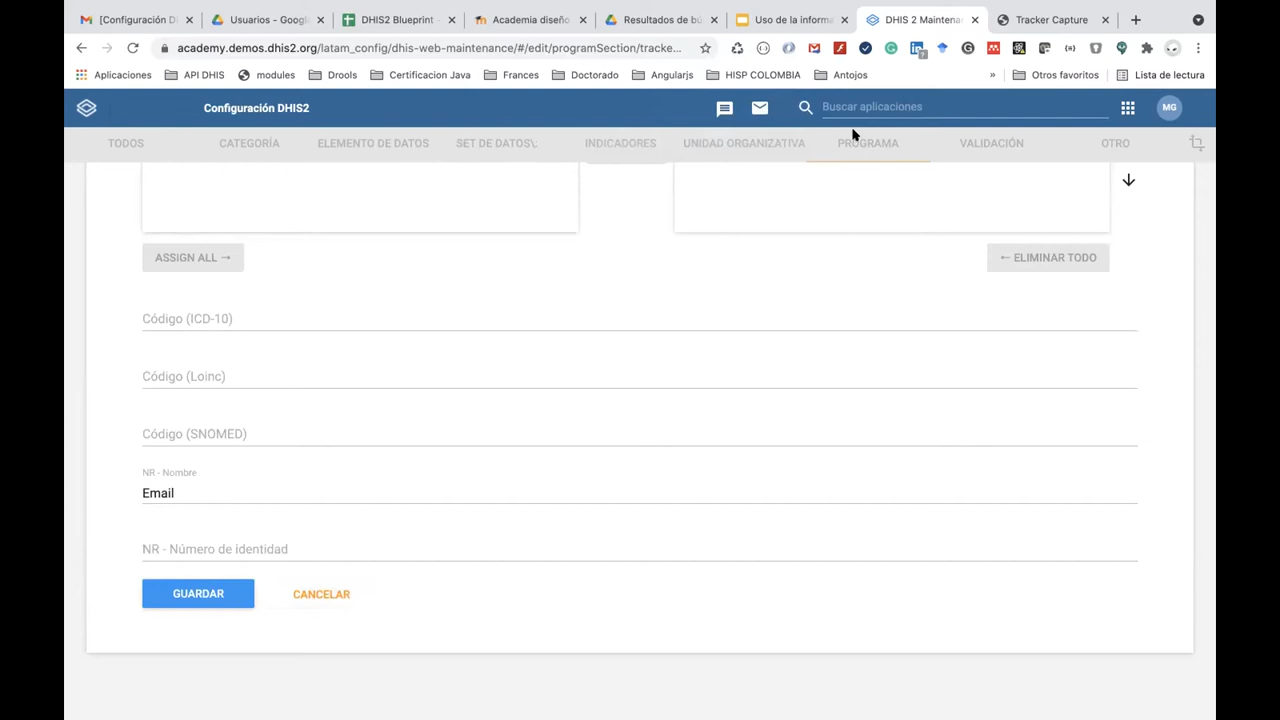 [Configuración Di
Usuarios - Googl
DHIS2 Blueprint -
Academia diseño
Resultados de bú
Uso de la informa
DHIS 2 Maintenan
Tracker Capture
academy.demos.dhis2.org/latam_config/dhis-web-maintenance/#/edit/programSection/tracke...
Aplicaciones
API DHIS
modules
Drools
Certificacion Java
Frances
Doctorado
Angularjs
HISP COLOMBIA
Antojos
»
Otros favoritos
Lista de lectura
Configuración DHIS2
Buscar aplicaciones
MG
TODOS
CATEGORÍA
ELEMENTO DE DATOS
SET DE DATOS\:
INDICADORES
UNIDAD ORGANIZATIVA
PROGRAMA
VALIDACIÓN
OTRO
ASSIGN ALL →
← ELIMINAR TODO
Código (ICD-10)
Código (Loinc)
Código (SNOMED)
NR - Nombre
Email
NR - Número de identidad
GUARDAR
CANCELAR